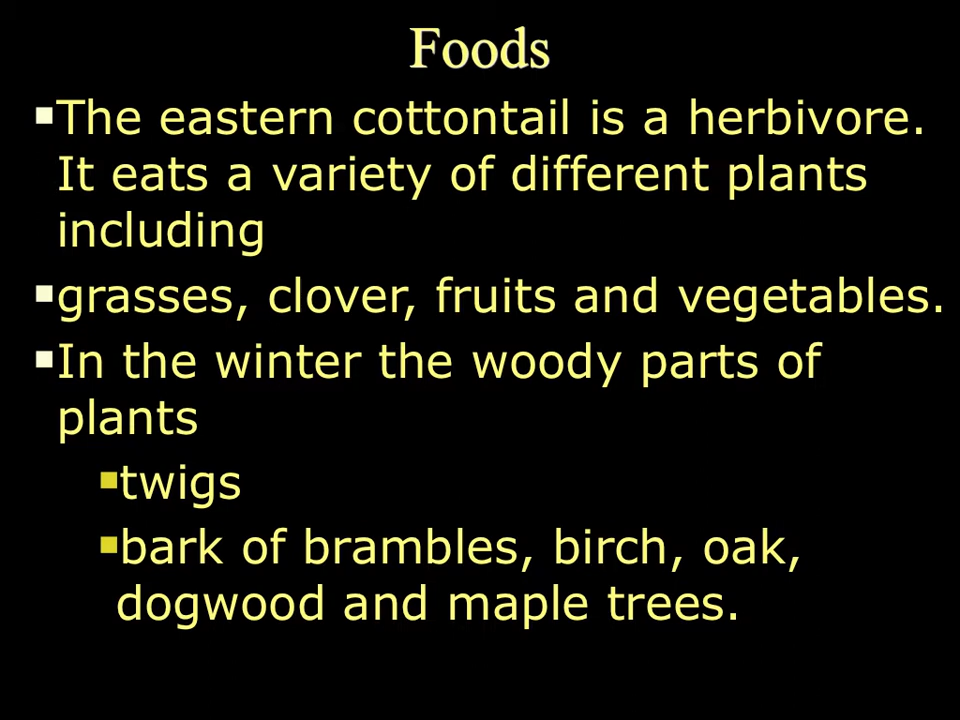 Foods
▪The eastern cottontail is a herbivore.
It eats a variety of different plants
including
▪grasses, clover, fruits and vegetables.
▪In the winter the woody parts of
plants
▪twigs
▪bark of brambles, birch, oak,
dogwood and maple trees.